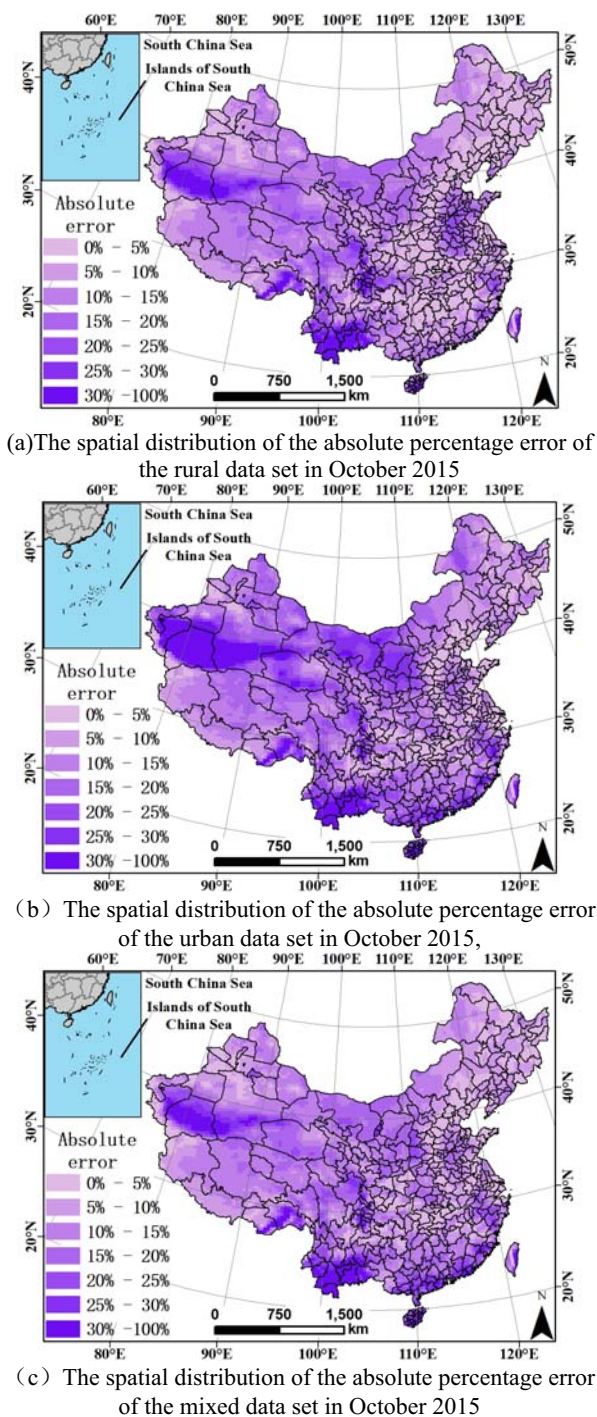 60°E 70°E 80°E 90°E 100°E 110°E 120°E 130°E
South China Sea
Islands of South
China Sea
50°N
40°N
40°N
30°N
30°N
20°N
20°N
Absolute
error
0% - 5%
5% - 10%
10% - 15%
15% - 20%
20% - 25%
25% - 30%
30% -100%
0 750 1,500
km
N
80°E 90°E 100°E 110°E 120°E
(a)The spatial distribution of the absolute percentage error of
the rural data set in October 2015
60°E 70°E 80°E 90°E 100°E 110°E 120°E 130°E
South China Sea
Islands of South
China Sea
50°N
40°N
40°N
30°N
30°N
20°N
20°N
Absolute
error
0% - 5%
5% - 10%
10% - 15%
15% - 20%
20% - 25%
25% - 30%
30% -100%
0 750 1,500
km
N
80°E 90°E 100°E 110°E 120°E
（b）The spatial distribution of the absolute percentage error
of the urban data set in October 2015,
60°E 70°E 80°E 90°E 100°E 110°E 120°E 130°E
South China Sea
Islands of South
China Sea
50°N
40°N
40°N
30°N
30°N
20°N
20°N
Absolute
error
0% - 5%
5% - 10%
10% - 15%
15% - 20%
20% - 25%
25% - 30%
30% -100%
0 750 1,500
km
N
80°E 90°E 100°E 110°E 120°E
（c）The spatial distribution of the absolute percentage error
of the mixed data set in October 2015